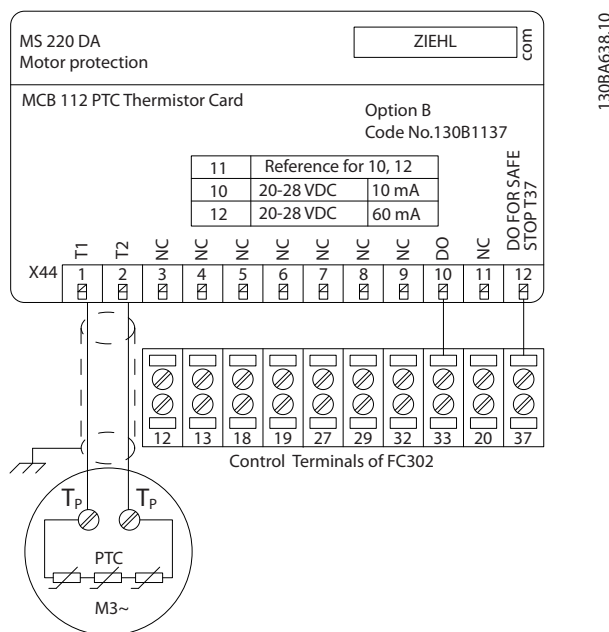 MS 220 DA
Motor protection
ZIEHL
com
130BA638.10
MCB 112 PTC Thermistor Card
Option B
Code No.130B1137
11 Reference for 10, 12
10 20-28 VDC 10 mA
12 20-28 VDC 60 mA
T1 T2 NC NC NC NC NC NC NC DO NC DO FOR SAFE
STOP T37
X44 1 2 3 4 5 6 7 8 9 10 11 12
12 13 18 19 27 29 32 33 20 37
Control Terminals of FC302
TP TP
PTC
M3~